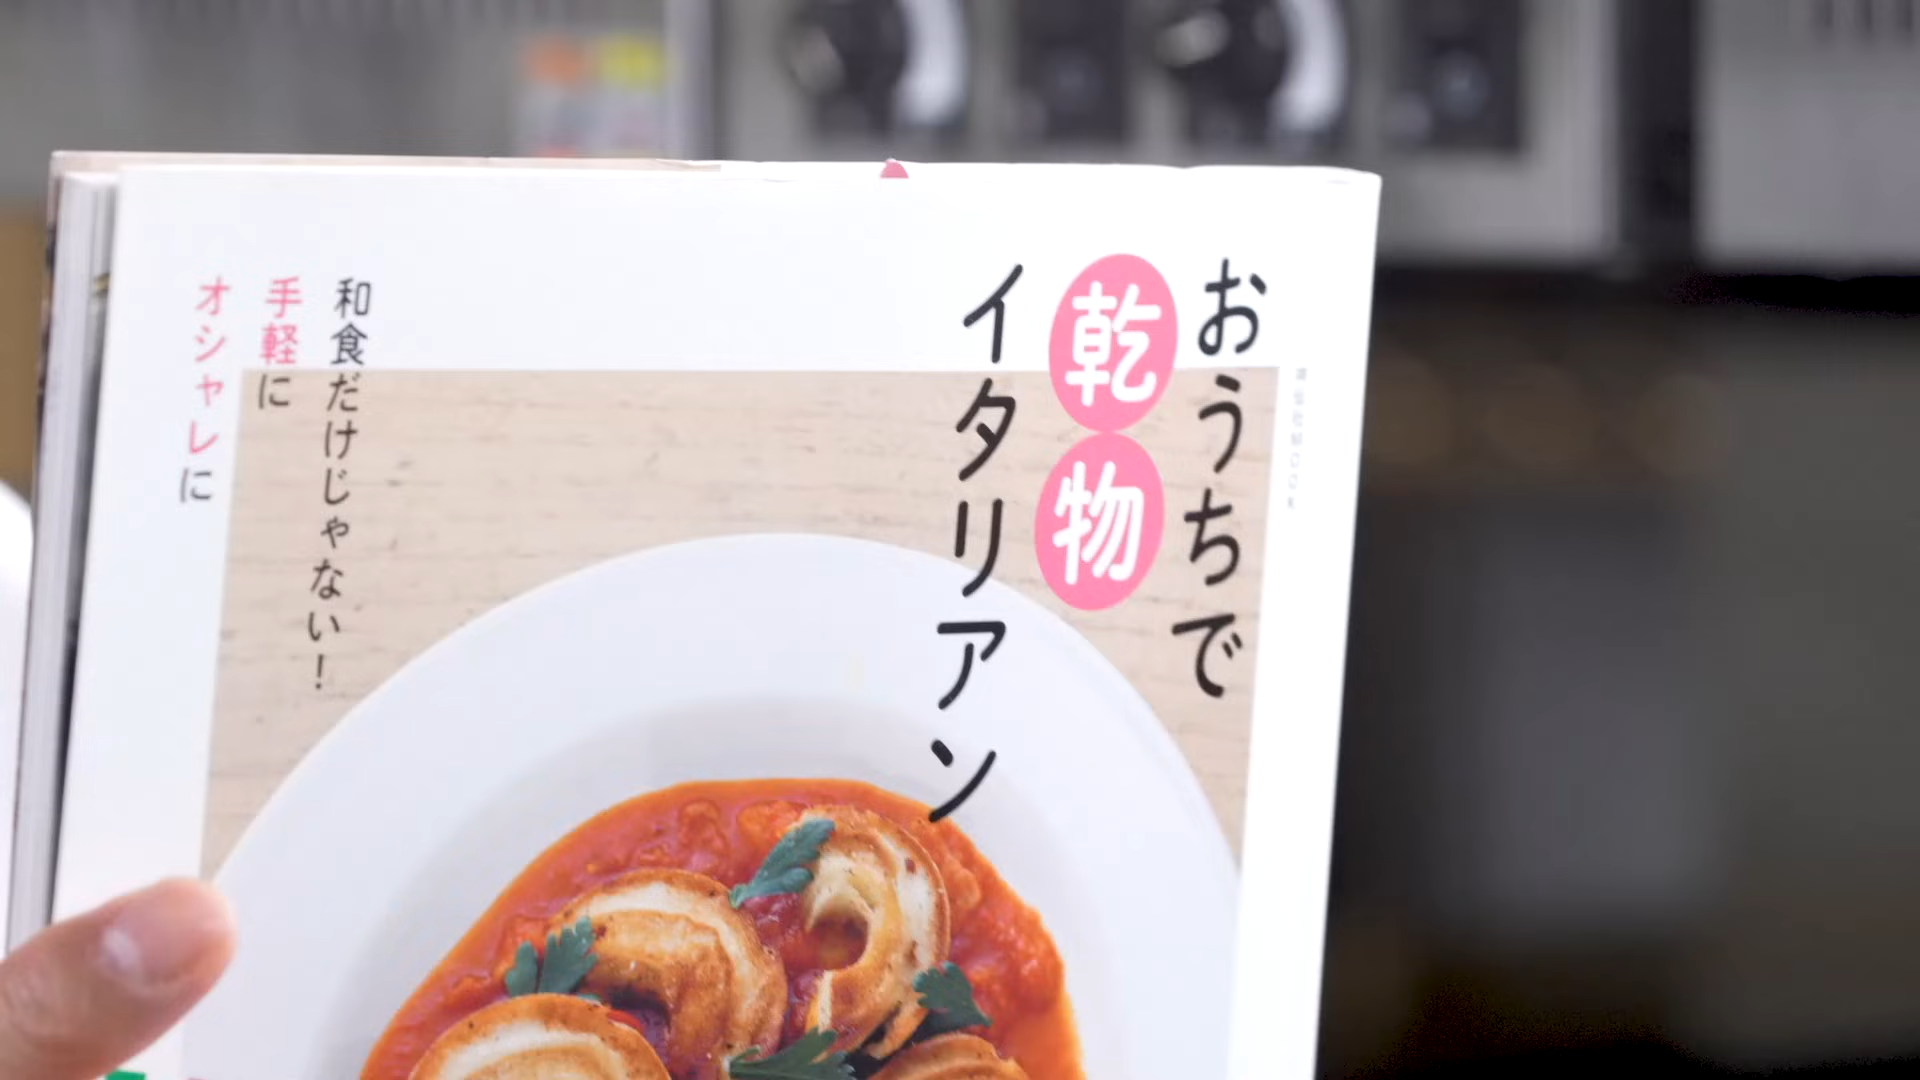 おうちで
乾物
イタリアン
和食だけじゃない！
手軽に
オシャレに